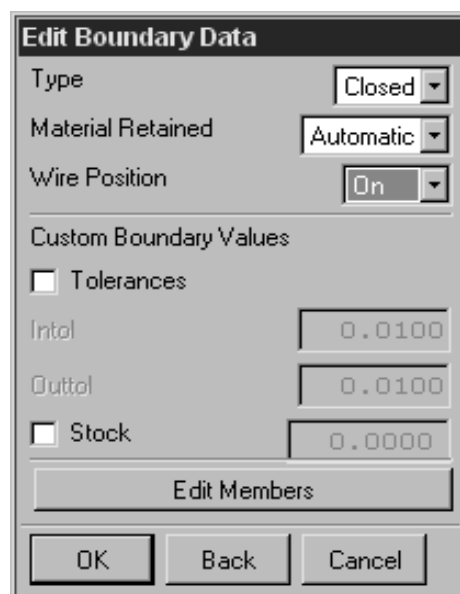 Edit Boundary Data
Type Closed
Material Retained Automatic
Wire Position On
Custom Boundary Values
Tolerances
Intol 0.0100
Outtol 0.0100
Stock 0.0000
Edit Members
OK Back Cancel